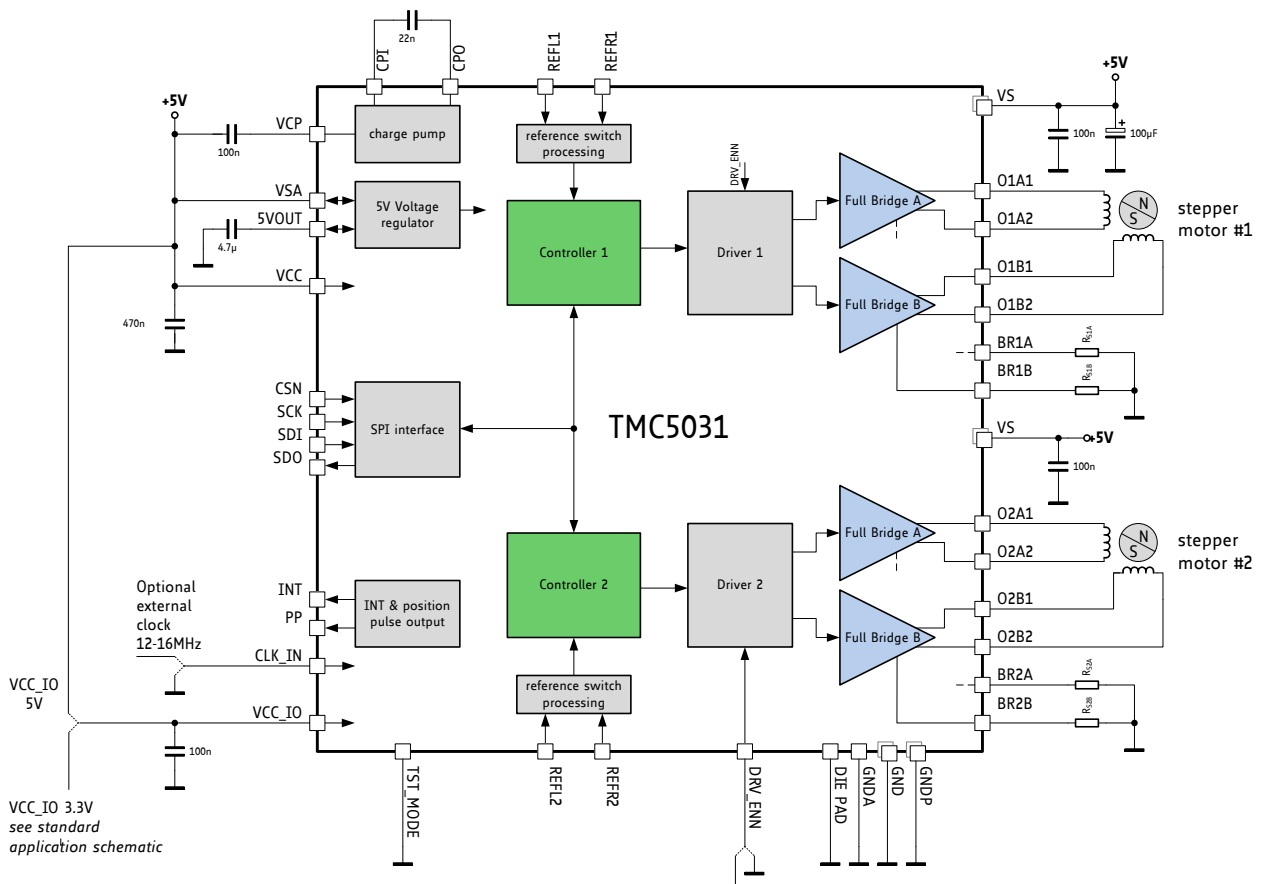 22n
CPI
CPO
REFL1
REFR1
+5V
VCP
100n
charge pump
reference switch
processing
DRV_ENN
VS
+5V
100n
+
100µF
VSA
5VOUT
4.7µ
5V Voltage
regulator
VCC
470n
Controller 1
Driver 1
Full Bridge A
Full Bridge B
O1A1
O1A2
O1B1
O1B2
N
S
stepper
motor #1
BR1A
BR1B
RS1A
RS1B
CSN
SCK
SDI
SDO
SPI interface
TMC5031
VS
+5V
100n
Controller 2
Driver 2
Full Bridge A
Full Bridge B
O2A1
O2A2
O2B1
O2B2
N
S
stepper
motor #2
BR2A
BR2B
RS2A
RS2B
INT
PP
INT & position
pulse output
Optional
external
clock
12-16MHz
CLK_IN
VCC_IO
5V
VCC_IO
100n
reference switch
processing
VCC_IO 3.3V
see standard
application schematic
TST_MODE
REFL2
REFR2
DRV_ENN
DIE PAD
GNDA
GND
GNDP